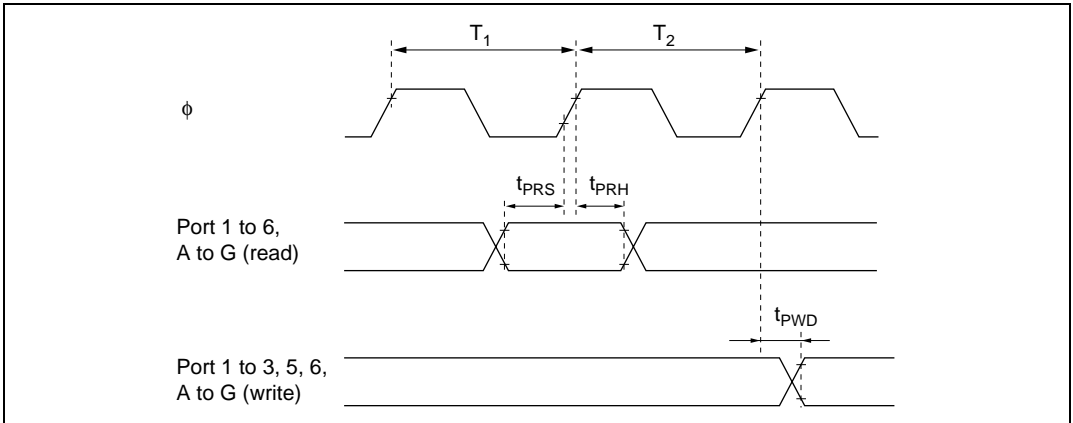 T₁ T₂
φ
tPRS tPRH
Port 1 to 6,
A to G (read)
tPWD
Port 1 to 3, 5, 6,
A to G (write)